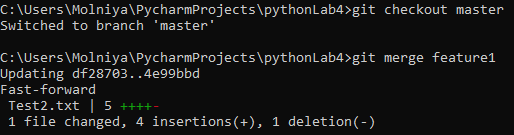 C:\Users\Molniya\PycharmProjects\pythonLab4>git checkout master
Switched to branch 'master'
C:\Users\Molniya\PycharmProjects\pythonLab4>git merge feature1
Updating df28703..4e99bbd
Fast-forward
 Test2.txt | 5 ++++-
 1 file changed, 4 insertions(+), 1 deletion(-)